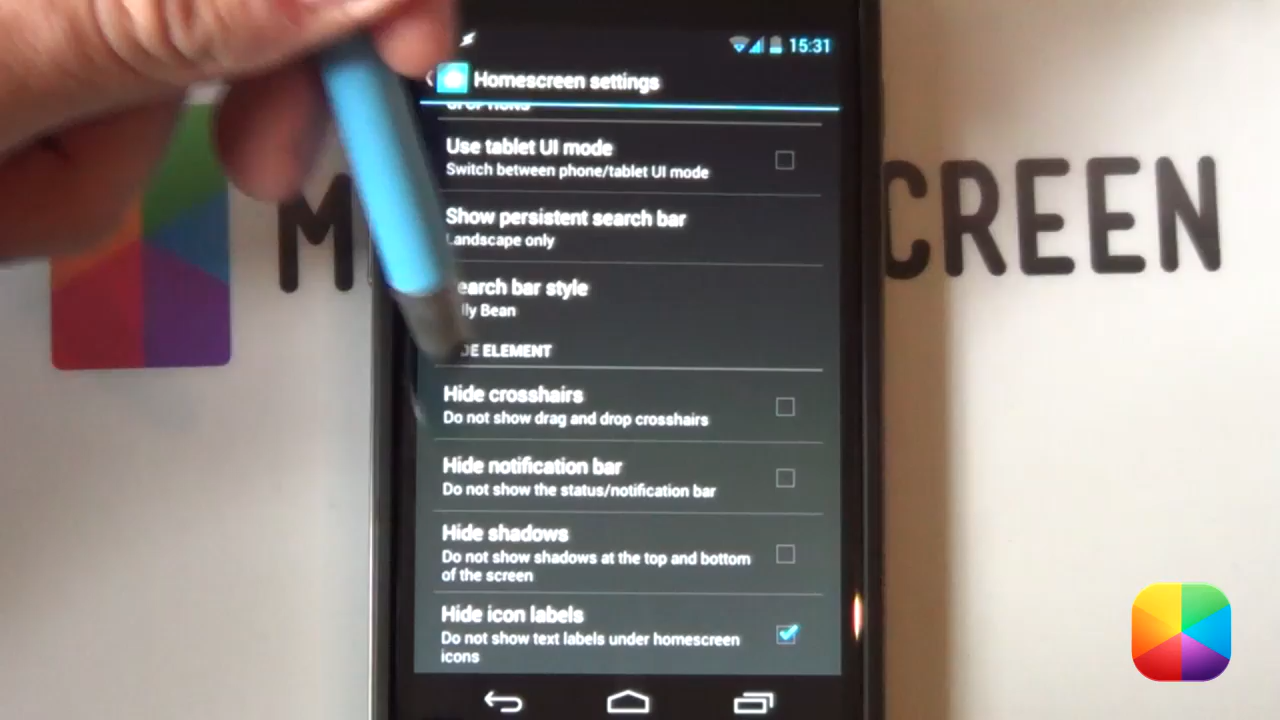 15:31
Homescreen settings
Use tablet UI mode
Switch between phone/tablet UI mode
Show persistent search bar
Landscape only
bar style
Bean
ELEMENT
Hide crosshairs
Do not show drag and drop crosshairs
Hide notification bar
Do not show the status/notification bar
Hide shadows
Do not show shadows at the top and bottom
of the screen
Hide icon labels
Do not show text labels under homescreen
icons
M CREEN